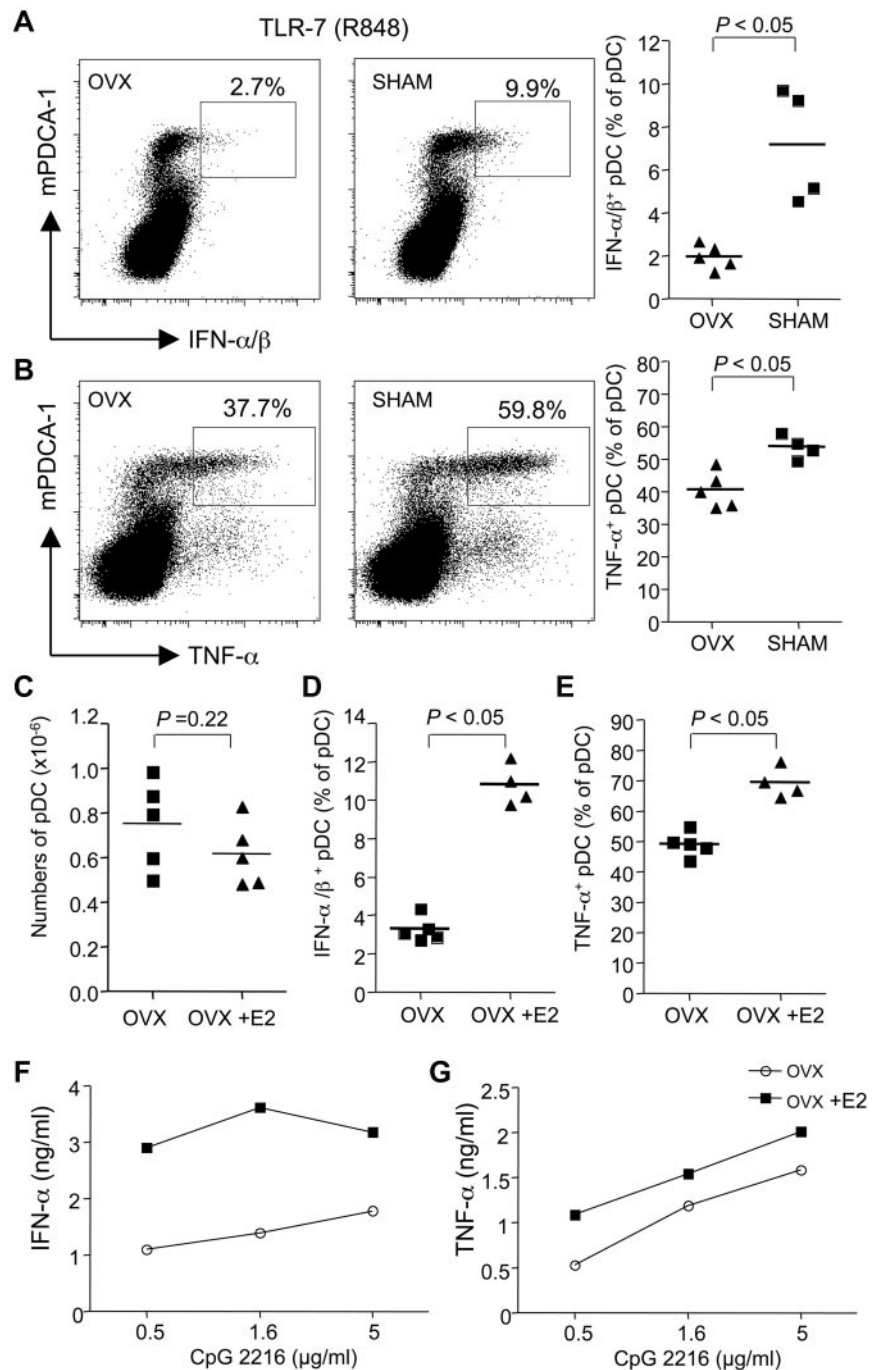 A
TLR-7 (R848)
OVX
2.7%
SHAM
9.9%
mPDCA-1
IFN-α/β
P < 0.05
IFN-α/β⁺ pDC (% of pDC)
12
10
8
6
4
2
0
OVX SHAM
B
OVX
37.7%
SHAM
59.8%
mPDCA-1
TNF-α
P < 0.05
TNF-α⁺ pDC (% of pDC)
80
70
60
50
40
30
20
10
0
OVX SHAM
C
P =0.22
Numbers of pDC (x10⁻⁶)
1.2
1.0
0.8
0.6
0.4
0.2
0.0
OVX OVX +E2
D
P < 0.05
IFN-α/β⁺ pDC (% of pDC)
14
12
10
8
6
4
2
0
OVX OVX +E2
E
P < 0.05
TNF-α⁺ pDC (% of pDC)
90
80
70
60
50
40
30
20
10
0
OVX OVX +E2
F
IFN-α (ng/ml)
4
3
2
1
0
0.5 1.6 5
CpG 2216 (µg/ml)
G
OVX
OVX +E2
TNF-α (ng/ml)
2.5
2
1.5
1
0.5
0
0.5 1.6 5
CpG 2216 (µg/ml)